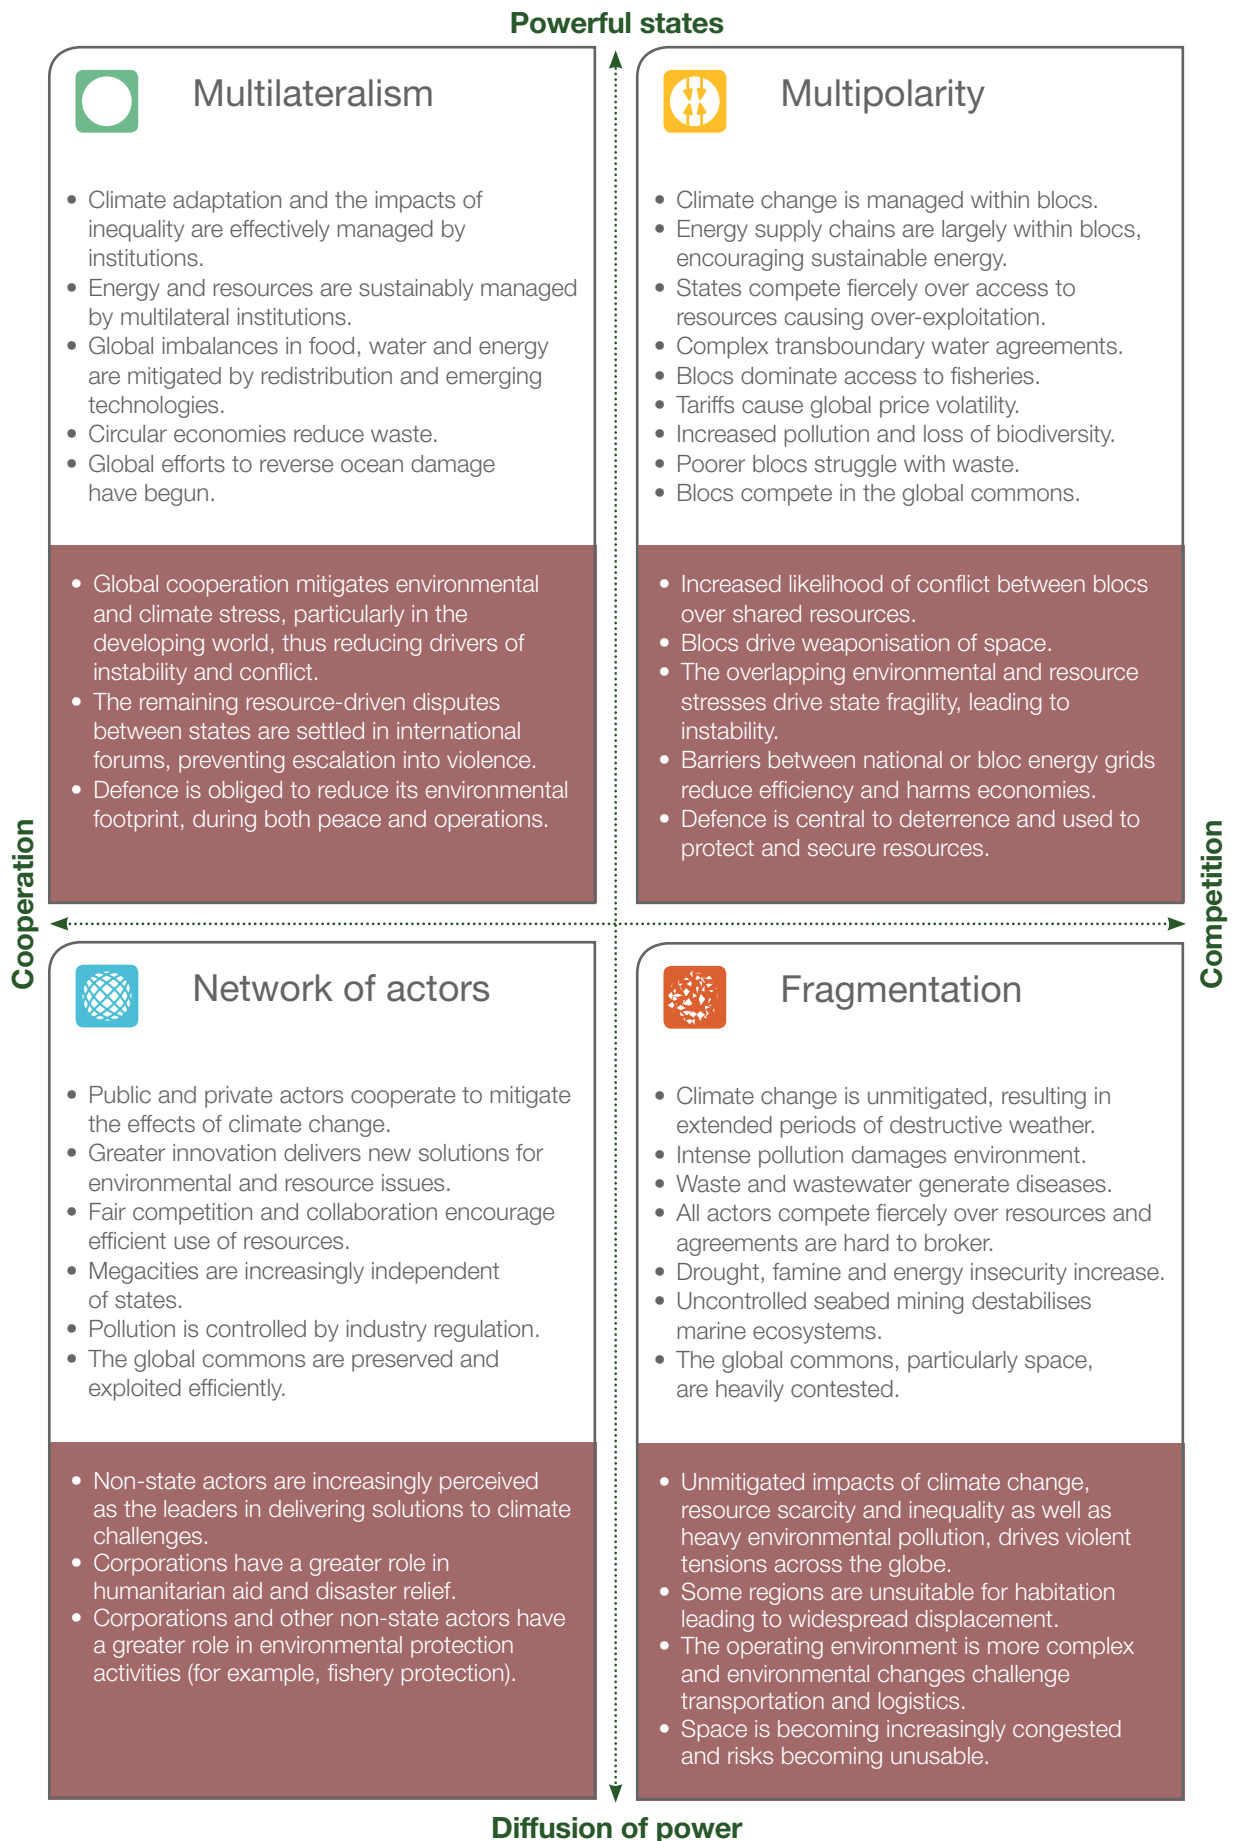 Powerful states
Multilateralism
• Climate adaptation and the impacts of
inequality are effectively managed by
institutions.
• Energy and resources are sustainably managed
by multilateral institutions.
• Global imbalances in food, water and energy
are mitigated by redistribution and emerging
technologies.
• Circular economies reduce waste.
• Global efforts to reverse ocean damage
have begun.
• Global cooperation mitigates environmental
and climate stress, particularly in the
developing world, thus reducing drivers of
instability and conflict.
• The remaining resource-driven disputes
between states are settled in international
forums, preventing escalation into violence.
• Defence is obliged to reduce its environmental
footprint, during both peace and operations.
Multipolarity
• Climate change is managed within blocs.
• Energy supply chains are largely within blocs,
encouraging sustainable energy.
• States compete fiercely over access to
resources causing over-exploitation.
• Complex transboundary water agreements.
• Blocs dominate access to fisheries.
• Tariffs cause global price volatility.
• Increased pollution and loss of biodiversity.
• Poorer blocs struggle with waste.
• Blocs compete in the global commons.
• Increased likelihood of conflict between blocs
over shared resources.
• Blocs drive weaponisation of space.
• The overlapping environmental and resource
stresses drive state fragility, leading to
instability.
• Barriers between national or bloc energy grids
reduce efficiency and harms economies.
• Defence is central to deterrence and used to
protect and secure resources.
Cooperation
Competition
Network of actors
• Public and private actors cooperate to mitigate
the effects of climate change.
• Greater innovation delivers new solutions for
environmental and resource issues.
• Fair competition and collaboration encourage
efficient use of resources.
• Megacities are increasingly independent
of states.
• Pollution is controlled by industry regulation.
• The global commons are preserved and
exploited efficiently.
• Non-state actors are increasingly perceived
as the leaders in delivering solutions to climate
challenges.
• Corporations have a greater role in
humanitarian aid and disaster relief.
• Corporations and other non-state actors have
a greater role in environmental protection
activities (for example, fishery protection).
Fragmentation
• Climate change is unmitigated, resulting in
extended periods of destructive weather.
• Intense pollution damages environment.
• Waste and wastewater generate diseases.
• All actors compete fiercely over resources and
agreements are hard to broker.
• Drought, famine and energy insecurity increase.
• Uncontrolled seabed mining destabilises
marine ecosystems.
• The global commons, particularly space,
are heavily contested.
• Unmitigated impacts of climate change,
resource scarcity and inequality as well as
heavy environmental pollution, drives violent
tensions across the globe.
• Some regions are unsuitable for habitation
leading to widespread displacement.
• The operating environment is more complex
and environmental changes challenge
transportation and logistics.
• Space is becoming increasingly congested
and risks becoming unusable.
Diffusion of power